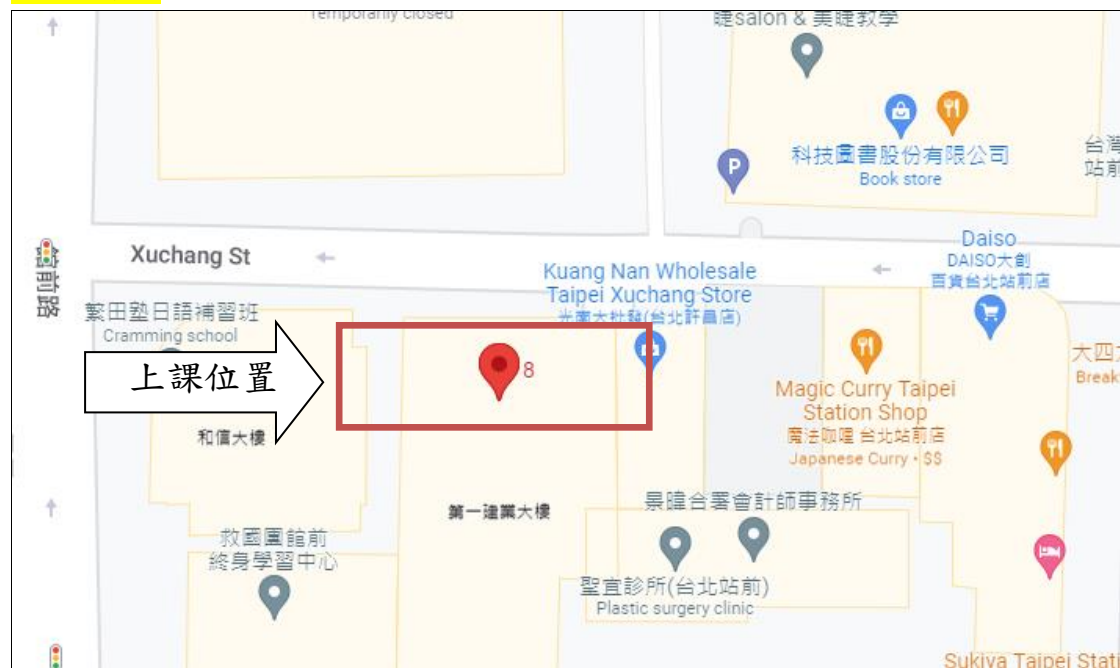 Temporarily closed
睫salon & 美睫教學
科技圖書股份有限公司
Book store
P
台灣
站前
館前路
Xuchang St
Daiso
DAISO大創
百貨台北站前店
Kuang Nan Wholesale
Taipei Xuchang Store
光南大批發(台北許昌店)
繁田塾日語補習班
Cramming school
上課位置
8
大四
Break
Magic Curry Taipei
Station Shop
魔法咖哩 台北站前店
Japanese Curry • $$
和信大樓
第一建業大樓
景暐合署會計師事務所
救國團館前
終身學習中心
聖宜診所(台北站前)
Plastic surgery clinic
Sukiya Taipei Stati